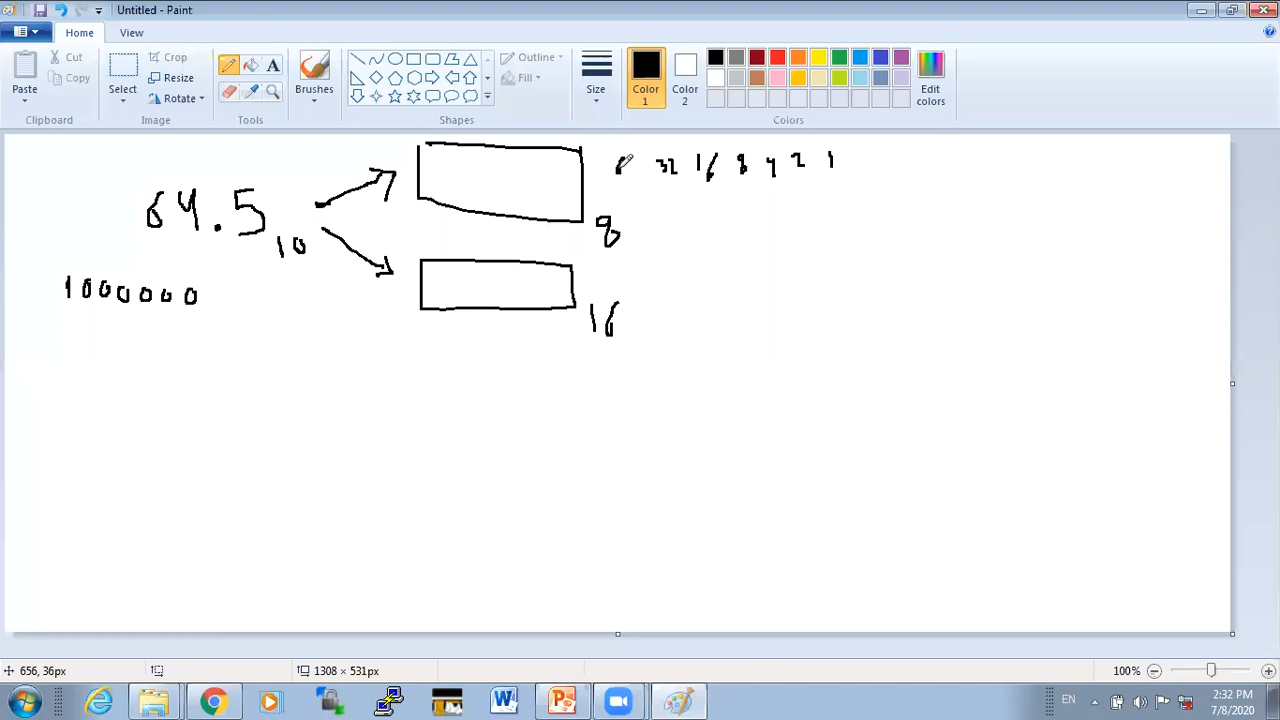 Untitled - Paint
Home View
Paste Cut Copy Clipboard
Select Crop Resize Rotate Image
Tools
Brushes
Outline Fill Shapes
Size
Color 1 Color 2 Edit colors Colors
32 16 8 4 2 1
64.5 10
8
1000000
16
656, 36px 1308 × 531px 100%
EN 2:32 PM
7/8/2020